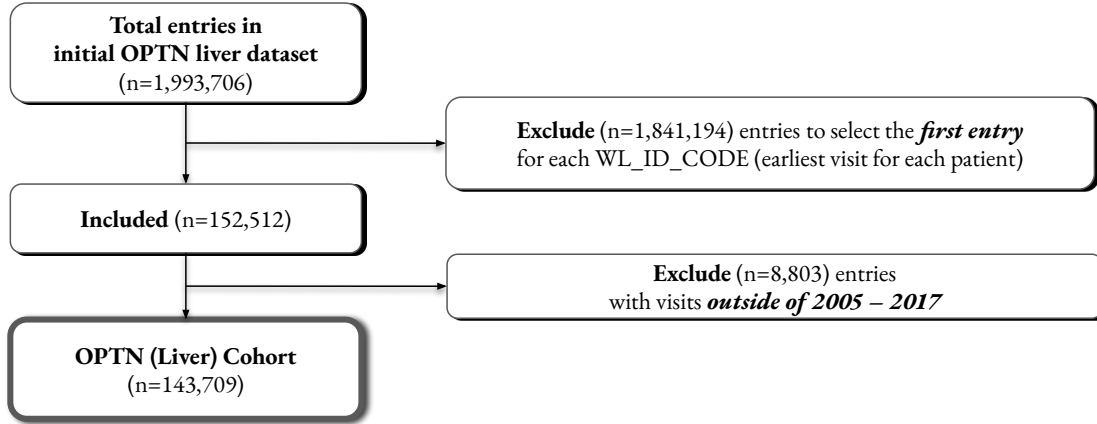 Total entries in
initial OPTN liver dataset
(n=1,993,706)
Exclude (n=1,841,194) entries to select the first entry
for each WL_ID_CODE (earliest visit for each patient)
Included (n=152,512)
Exclude (n=8,803) entries
with visits outside of 2005 – 2017
OPTN (Liver) Cohort
(n=143,709)